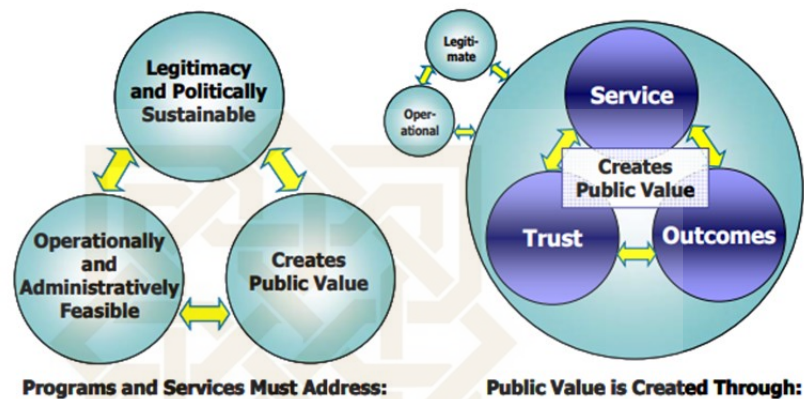 Legitimacy
and Politically
Sustainable
Operationally
and
Administratively
Feasible
Creates
Public Value
Programs and Services Must Address:
Legiti-
mate
Oper-
ational
Service
Creates
Public Value
Trust
Outcomes
Public Value is Created Through: